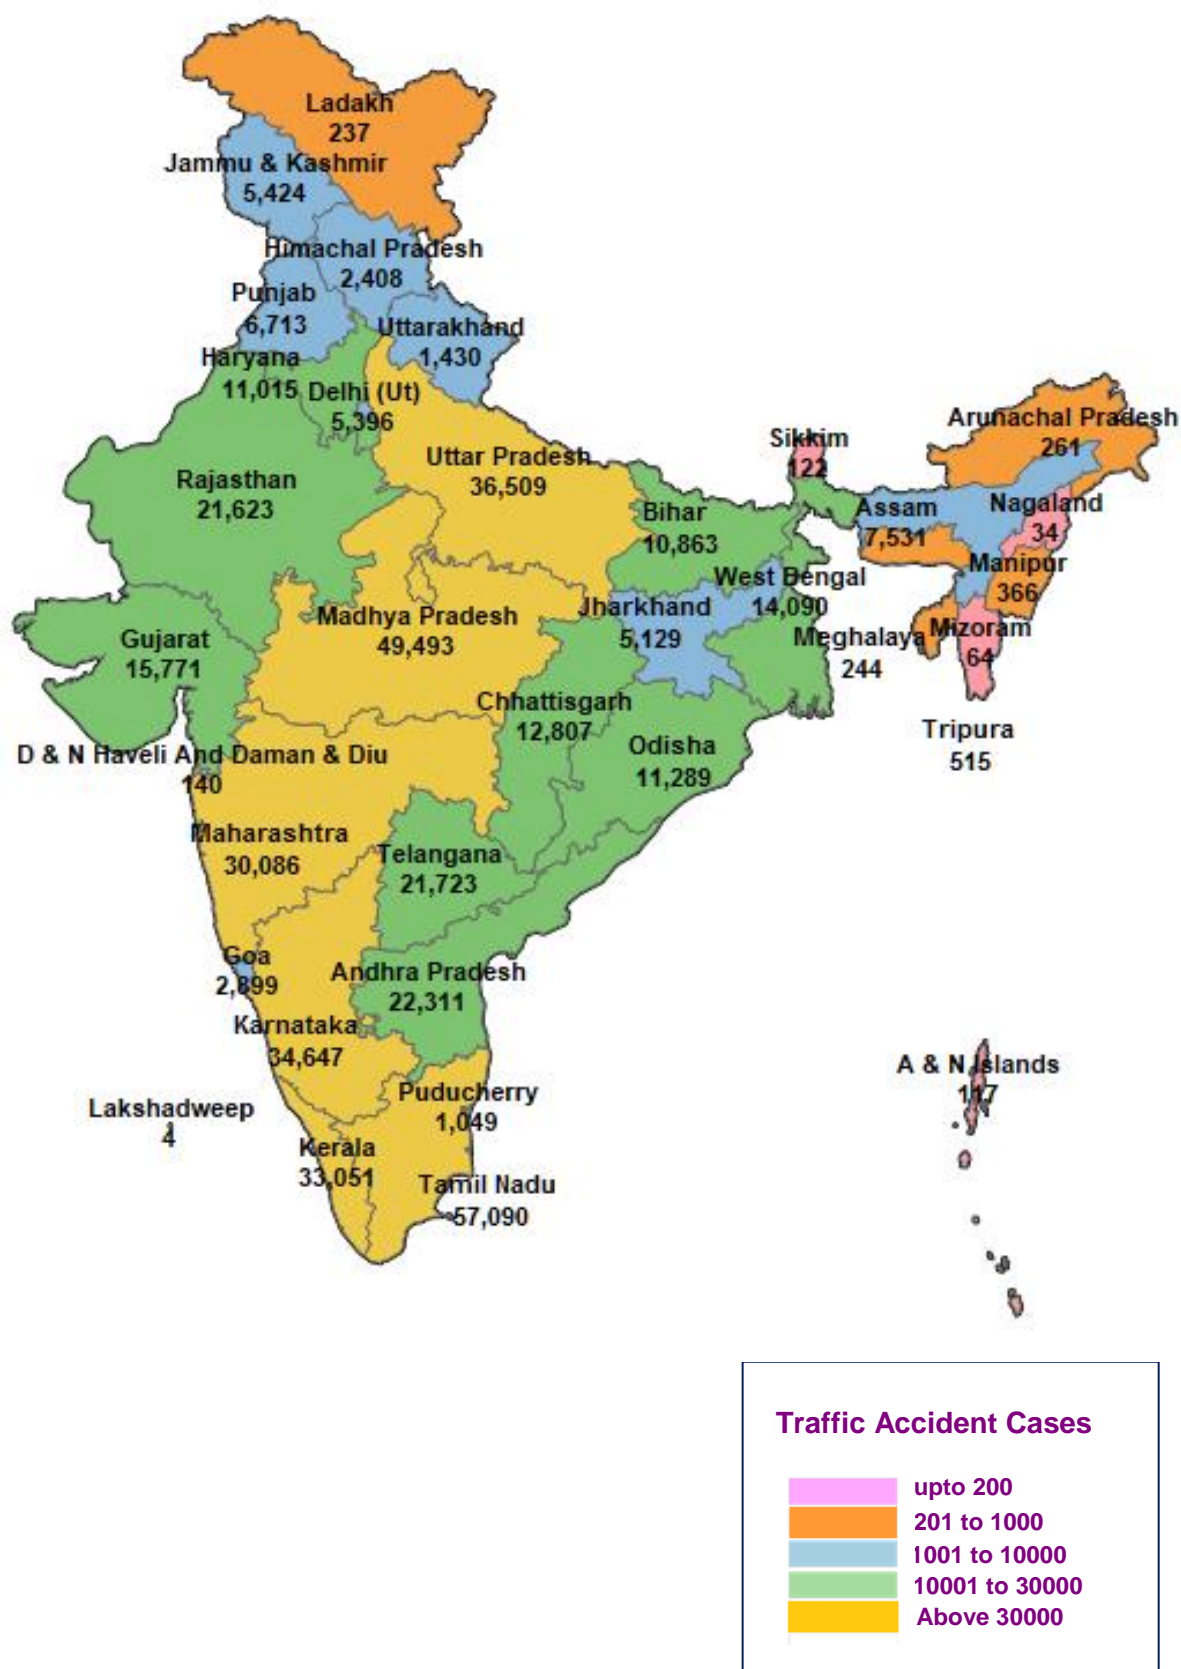 Ladakh
237
Jammu & Kashmir
5,424
Himachal Pradesh
2,408
Punjab
6,713
Uttarakhand
1,430
Haryana
11,015
Delhi (Ut)
5,396
Arunachal Pradesh
261
Sikkim
122
Uttar Pradesh
36,509
Rajasthan
21,623
Bihar
10,863
Assam
7,531
Nagaland
34
Manipur
366
West Bengal
14,090
Jharkhand
5,129
Madhya Pradesh
49,493
Gujarat
15,771
Meghalaya
244
Mizoram
64
Chhattisgarh
12,807
Tripura
515
Odisha
11,289
D & N Haveli And Daman & Diu
140
Maharashtra
30,086
Telangana
21,723
Goa
2,899
Andhra Pradesh
22,311
Karnataka
34,647
A & N Islands
117
Puducherry
1,049
Lakshadweep
4
Kerala
33,051
Tamil Nadu
57,090
Traffic Accident Cases
upto 200
201 to 1000
1001 to 10000
10001 to 30000
Above 30000